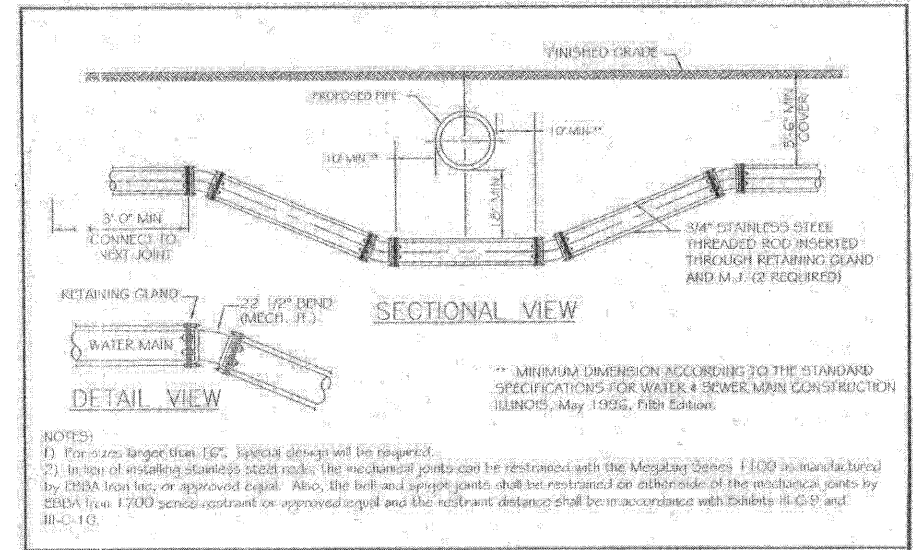 FINISHED GRADE
PROPOSED PIPE
10' MIN **
10' MIN **
5'-6" MIN
COVER
MIN
3'-0" MIN
CONNECT TO
NEXT JOINT
3/4" STAINLESS STEEL
THREADED ROD INSERTED
THROUGH RETAINING GLAND
AND M.J. (2 REQUIRED)
RETAINING GLAND
22 1/2° BEND
(MECH. JT.)
SECTIONAL VIEW
WATER MAIN
DETAIL VIEW
** MINIMUM DIMENSION ACCORDING TO THE STANDARD
SPECIFICATIONS FOR WATER & SEWER MAIN CONSTRUCTION
ILLINOIS, May 1996, Fifth Edition.
NOTES:
1) For sizes larger than 16", special design will be required.
2) In lieu of installing stainless steel rods, the mechanical joints can be restrained with the Megalug Series 1100 as manufactured
by EBBA Iron Inc. or approved equal. Also, the bell and spigot joints shall be restrained on either side of the mechanical joints by
EBBA Iron 1700 series restraint or approved equal and the restraint distance shall be in accordance with Exhibits III-C-9 and
III-C-10.